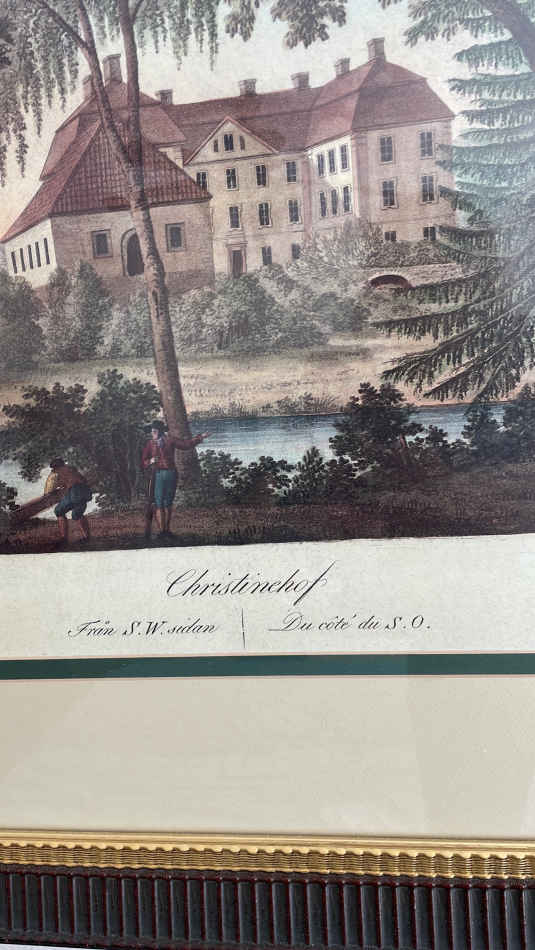 Christinehof
Från S.W. sidan | Du côté du S.O.